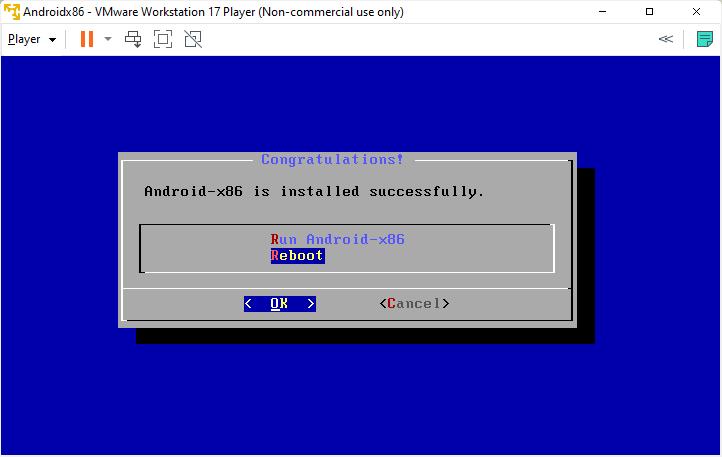 Androidx86 - VMware Workstation 17 Player (Non-commercial use only)
Player
Congratulations!
Android-x86 is installed successfully.
Run Android-x86
Reboot
< OK > <Cancel>